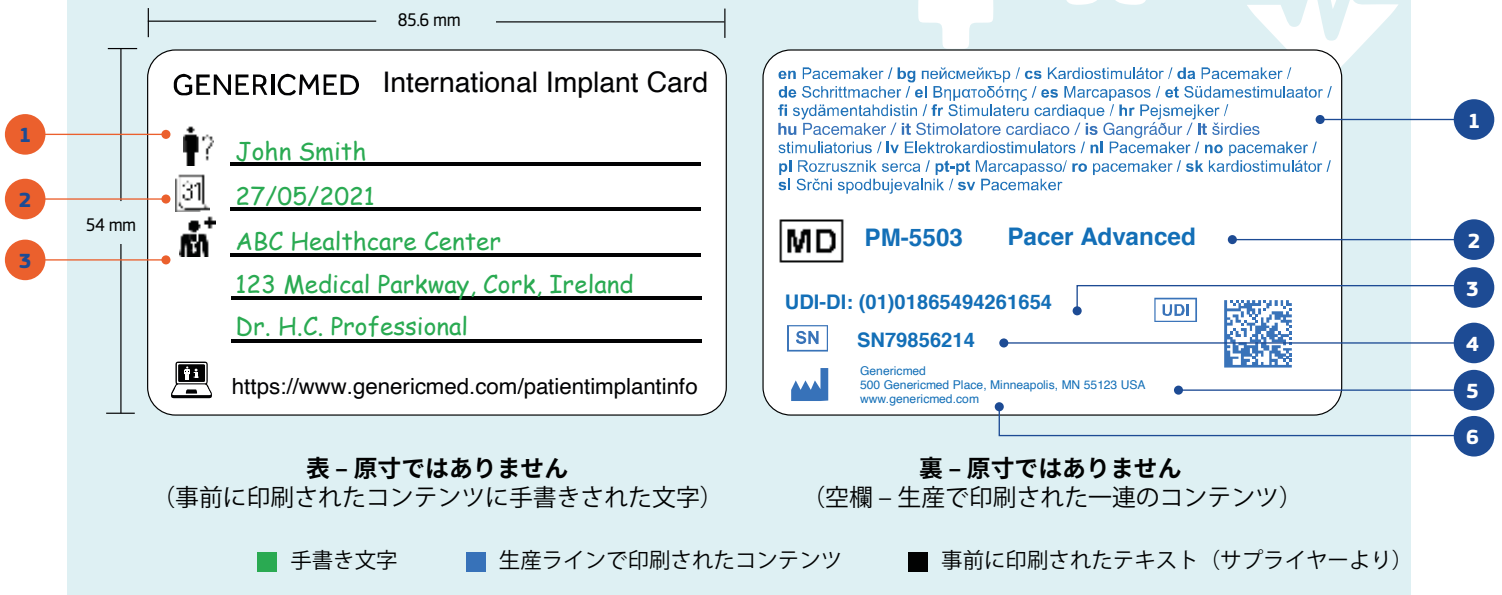 85.6 mm
54 mm
GENERICMED International Implant Card
1
?
John Smith
2
31
27/05/2021
3
ABC Healthcare Center
123 Medical Parkway, Cork, Ireland
Dr. H.C. Professional
https://www.genericmed.com/patientimplantinfo
en Pacemaker / bg пейсмейкър / cs Kardiostimulátor / da Pacemaker /
de Schrittmacher / el Βηματοδότης / es Marcapasos / et Südamestimulaator /
fi sydämentahdistin / fr Stimulateru cardiaque / hr Pejsmejker /
hu Pacemaker / it Stimolatore cardiaco / is Gangráður / lt širdies
stimuliatorius / lv Elektrokardiostimulators / nl Pacemaker / no pacemaker /
pl Rozrusznik serca / pt-pt Marcapasso/ ro pacemaker / sk kardiostimulátor /
sl Srčni spodbujevalnik / sv Pacemaker
1
MD PM-5503 Pacer Advanced
2
UDI-DI: (01)01865494261654
UDI
3
SN SN79856214
4
Genericmed
500 Genericmed Place, Minneapolis, MN 55123 USA
www.genericmed.com
5
6
表 – 原寸ではありません
（事前に印刷されたコンテンツに手書きされた文字）
裏 – 原寸ではありません
（空欄 – 生産で印刷された一連のコンテンツ）
手書き文字
生産ラインで印刷されたコンテンツ
事前に印刷されたテキスト（サプライヤーより）